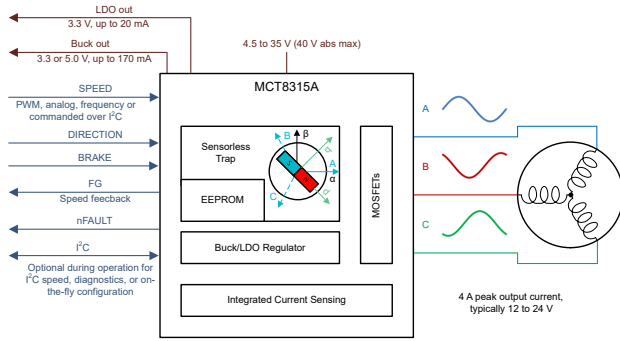 LDO out
3.3 V, up to 20 mA
Buck out
3.3 or 5.0 V, up to 170 mA
4.5 to 35 V (40 V abs max)
SPEED
PWM, analog, frequency or
commanded over I²C
DIRECTION
BRAKE
FG
Speed feecback
nFAULT
I²C
Optional during operation for
I²C speed, diagnostics, or on-
the-fly configuration
MCT8315A
Sensorless
Trap
EEPROM
B
β
q
A
α
C
d
S
n
MOSFETs
Buck/LDO Regulator
Integrated Current Sensing
A
B
C
4 A peak output current,
typically 12 to 24 V